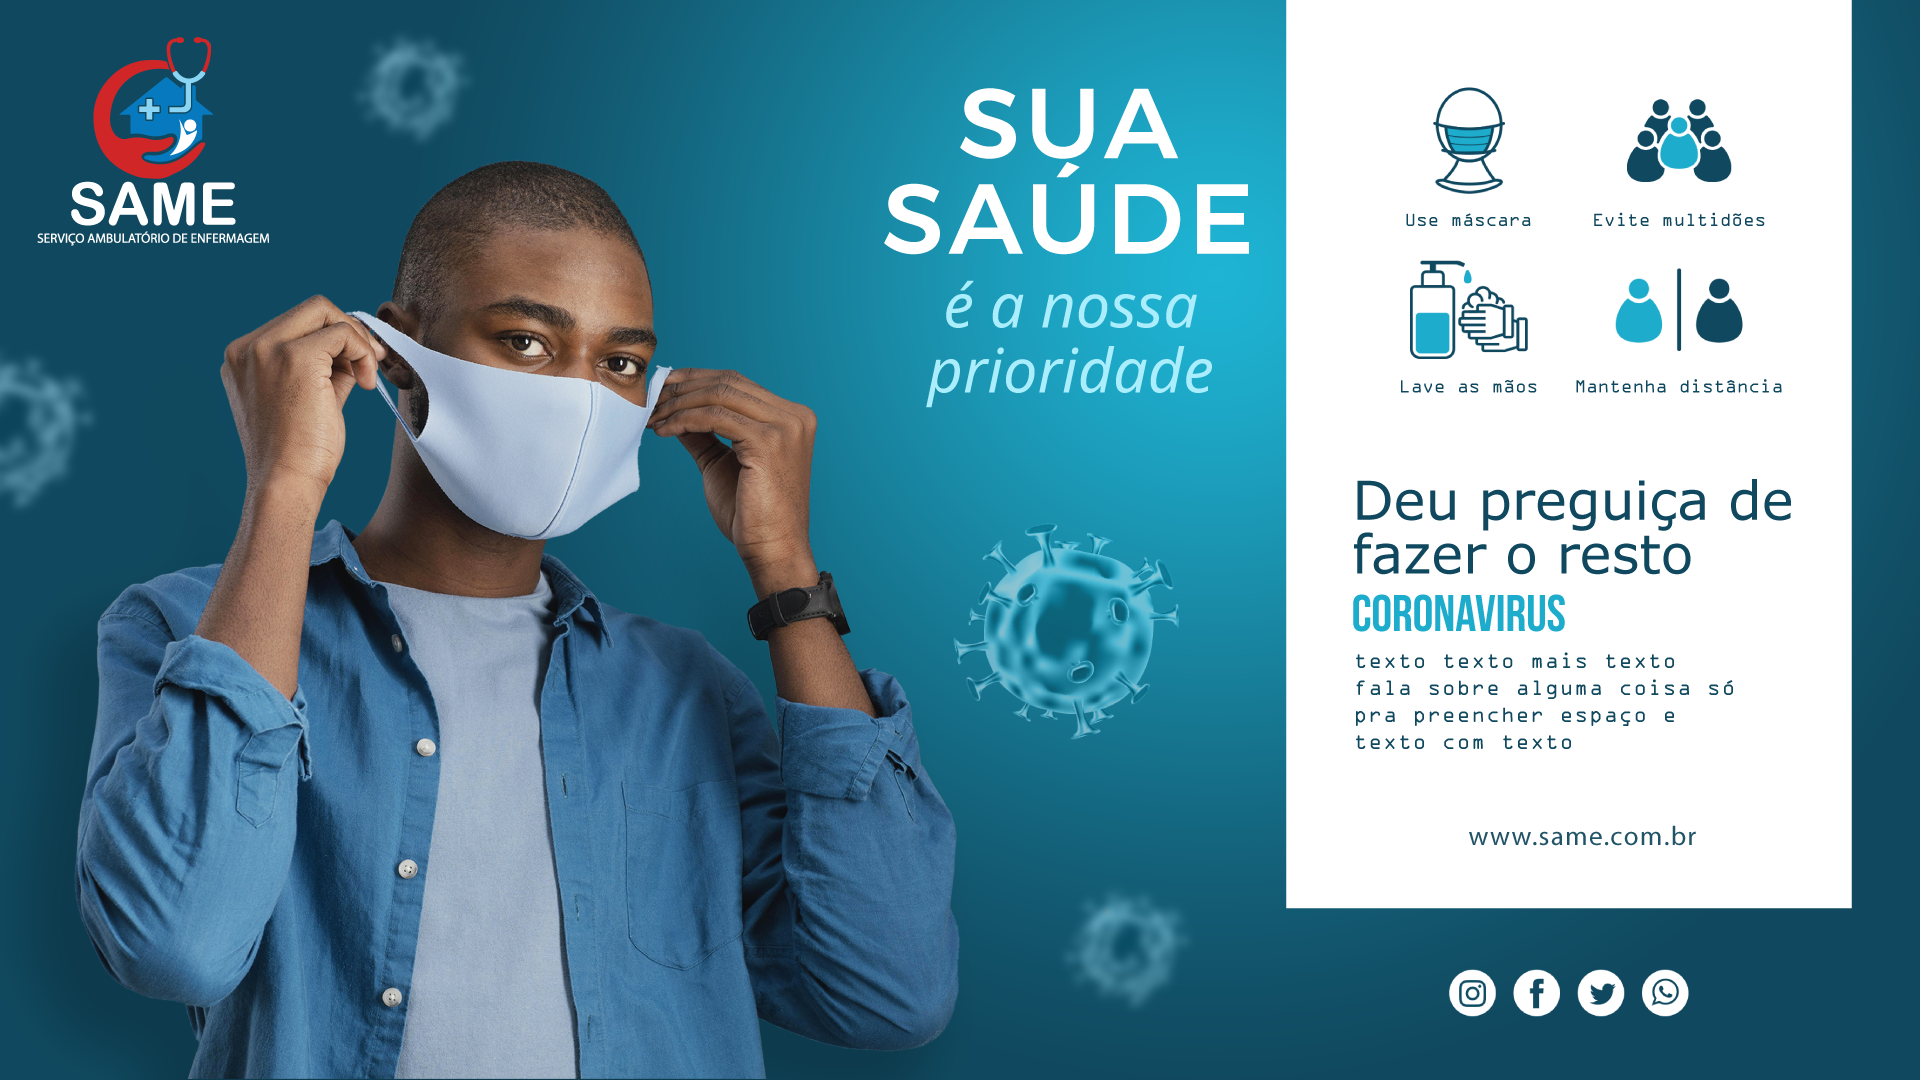 SAME
SERVIÇO AMBULATÓRIO DE ENFERMAGEM
SUA
SAÚDE
é a nossa
prioridade
Use máscara
Evite multidões
Lave as mãos
Mantenha distância
Deu preguiça de
fazer o resto
CORONAVIRUS
texto texto mais texto
fala sobre alguma coisa só
pra preencher espaço e
texto com texto
www.same.com.br